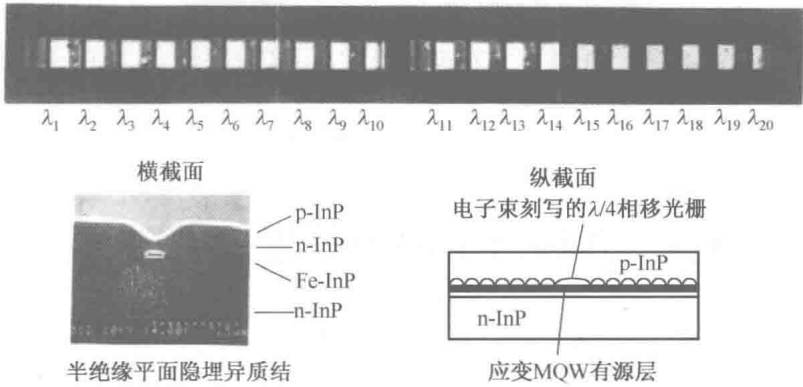 λ₁ λ₂ λ₃ λ₄ λ₅ λ₆ λ₇ λ₈ λ₉ λ₁₀ λ₁₁ λ₁₂ λ₁₃ λ₁₄ λ₁₅ λ₁₆ λ₁₇ λ₁₈ λ₁₉ λ₂₀
横截面
p-InP
n-InP
Fe-InP
n-InP
半绝缘平面隐埋异质结
纵截面
电子束刻写的λ/4相移光栅
p-InP
n-InP
应变MQW有源层